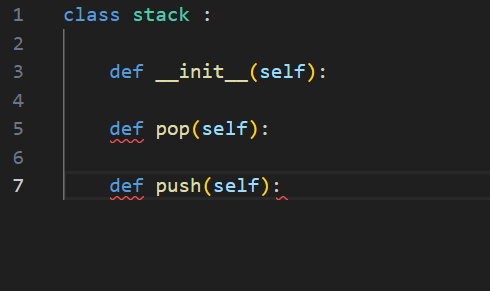 1 class stack :
2
3 def __init__(self):
4
5 def pop(self):
6
7 def push(self):